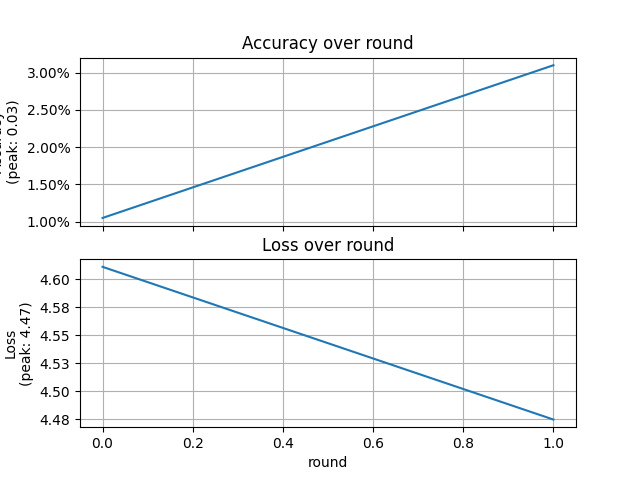 Accuracy over round
3.00%
2.50%
2.00%
1.50%
1.00%
(peak: 0.03)
Loss over round
4.60
4.58
4.55
4.53
4.50
4.48
Loss
(peak: 4.47)
0.0 0.2 0.4 0.6 0.8 1.0
round